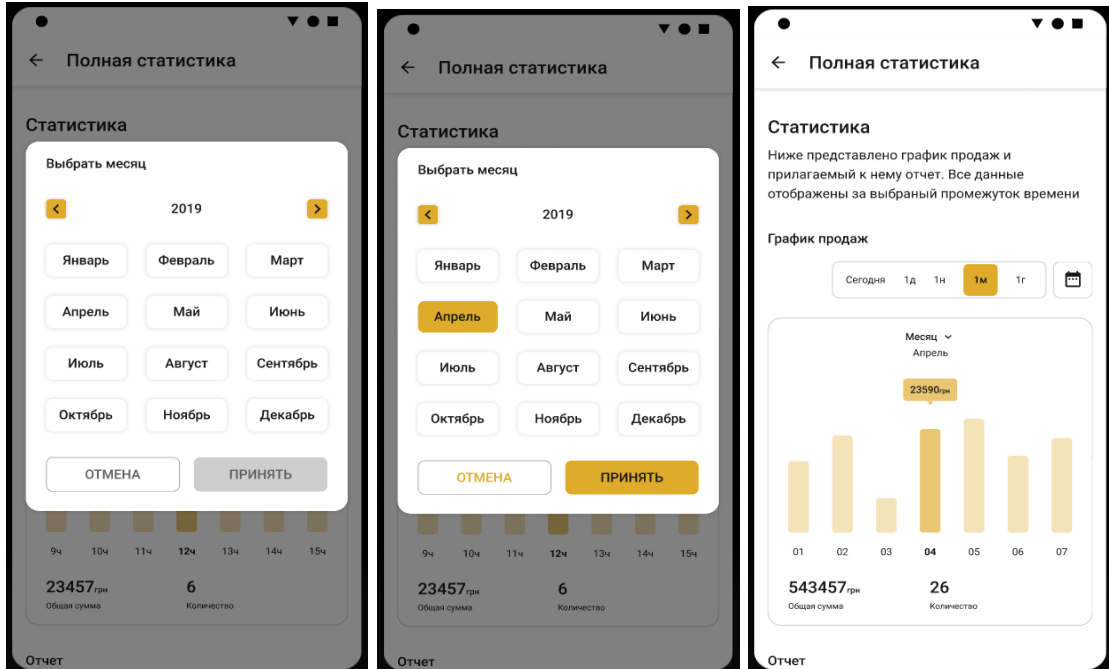 Полная статистика
Статистика
Выбрать месяц
2019
Январь Февраль Март
Апрель Май Июнь
Июль Август Сентябрь
Октябрь Ноябрь Декабрь
ОТМЕНА ПРИНЯТЬ
9ч 10ч 11ч 12ч 13ч 14ч 15ч
23457грн 6
Общая сумма Количество
Отчет
Полная статистика
Статистика
Выбрать месяц
2019
Январь Февраль Март
Апрель Май Июнь
Июль Август Сентябрь
Октябрь Ноябрь Декабрь
ОТМЕНА ПРИНЯТЬ
9ч 10ч 11ч 12ч 13ч 14ч 15ч
23457грн 6
Общая сумма Количество
Отчет
Полная статистика
Статистика
Ниже представлено график продаж и
прилагаемый к нему отчет. Все данные
отображены за выбраный промежуток времени
График продаж
Сегодня 1д 1н 1м 1г
Месяц
Апрель
23590грн
01 02 03 04 05 06 07
543457грн 26
Общая сумма Количество
Отчет